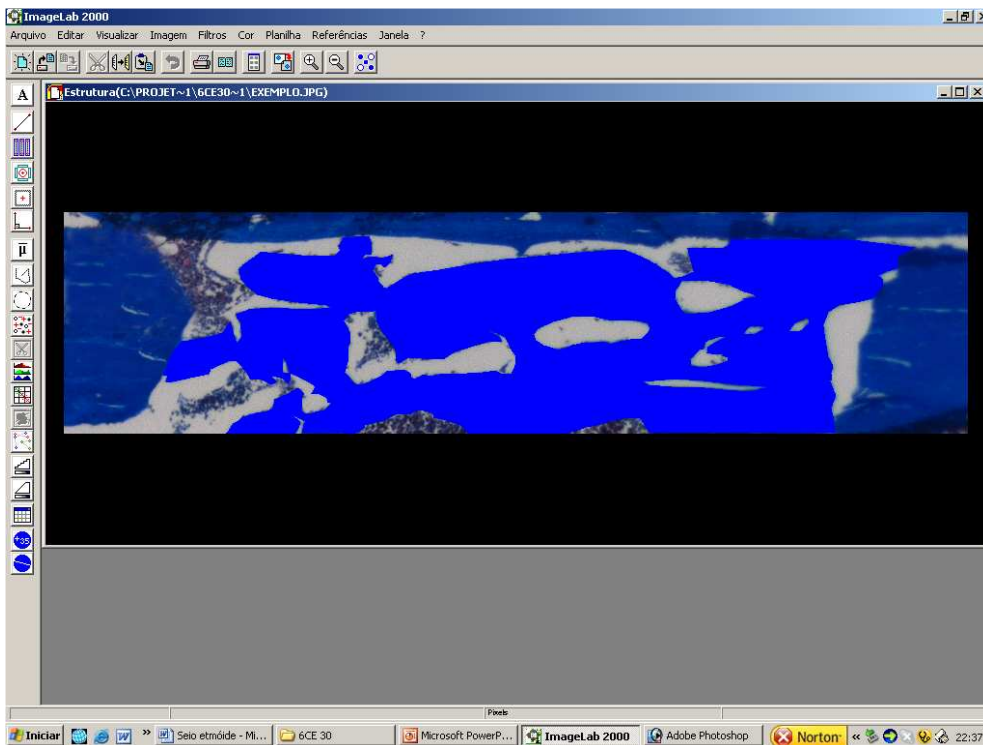 ImageLab 2000
Arquivo Editar Visualizar Imagem Filtros Cor Planilha Referências Janela ?
Estrutura(C:\PROJET~1\6CE30~1\EXEMPLO.JPG)
A
μ
+35
Pixels
Iniciar » Seio etmóide - Mi... 6CE 30 Microsoft PowerP... ImageLab 2000 Adobe Photoshop Norton « 22:37